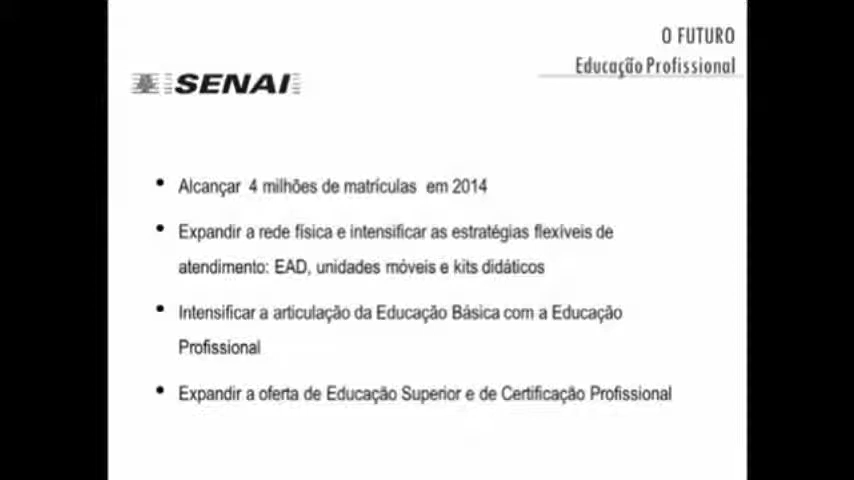 O FUTURO
Educação Profissional
SENAI
• Alcançar 4 milhões de matrículas em 2014
• Expandir a rede física e intensificar as estratégias flexíveis de
atendimento: EAD, unidades móveis e kits didáticos
• Intensificar a articulação da Educação Básica com a Educação
Profissional
• Expandir a oferta de Educação Superior e de Certificação Profissional